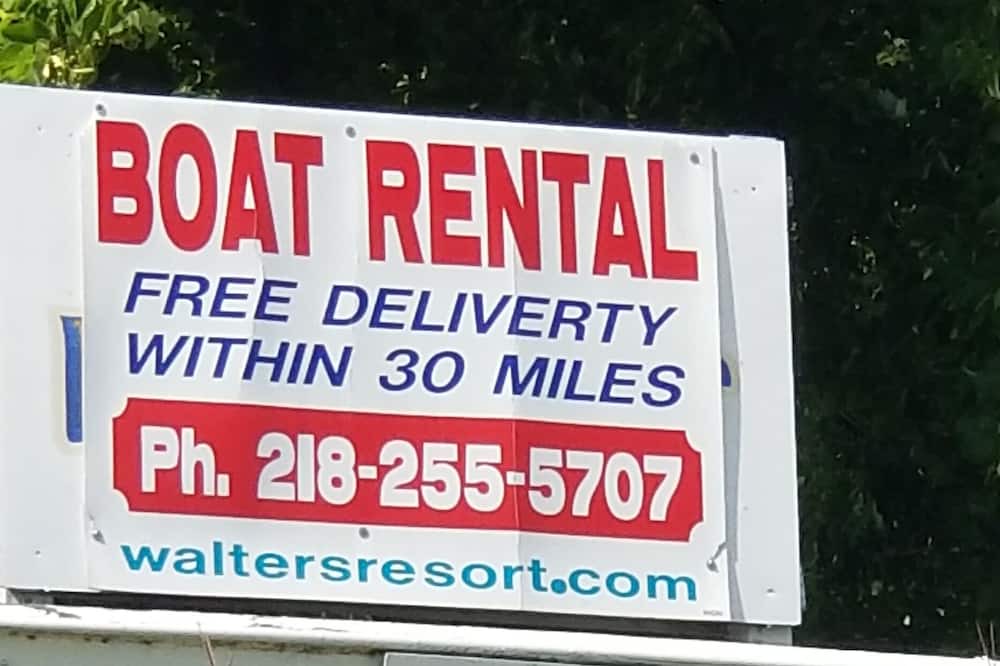 BOAT RENTAL
FREE DELIVERTY
WITHIN 30 MILES
Ph. 218-255-5707
waltersresort.com